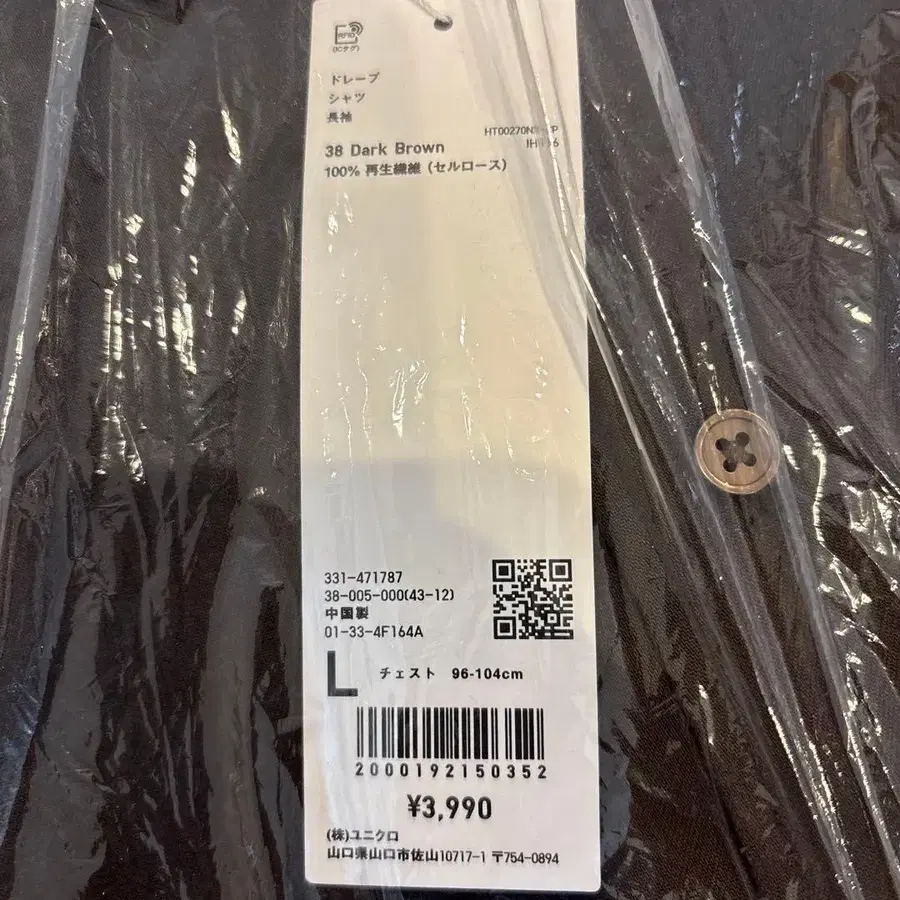 RFID
(ICタグ)
ドレープ
シャツ
長袖
38 Dark Brown
100% 再生繊維 (セルロース)
331-471787
38-005-000(43-12)
中国製
01-33-4F164A
L チェスト 96-104cm
2000192150352
¥3,990
(株)ユニクロ
山口県山口市佐山10717-1 〒754-0894